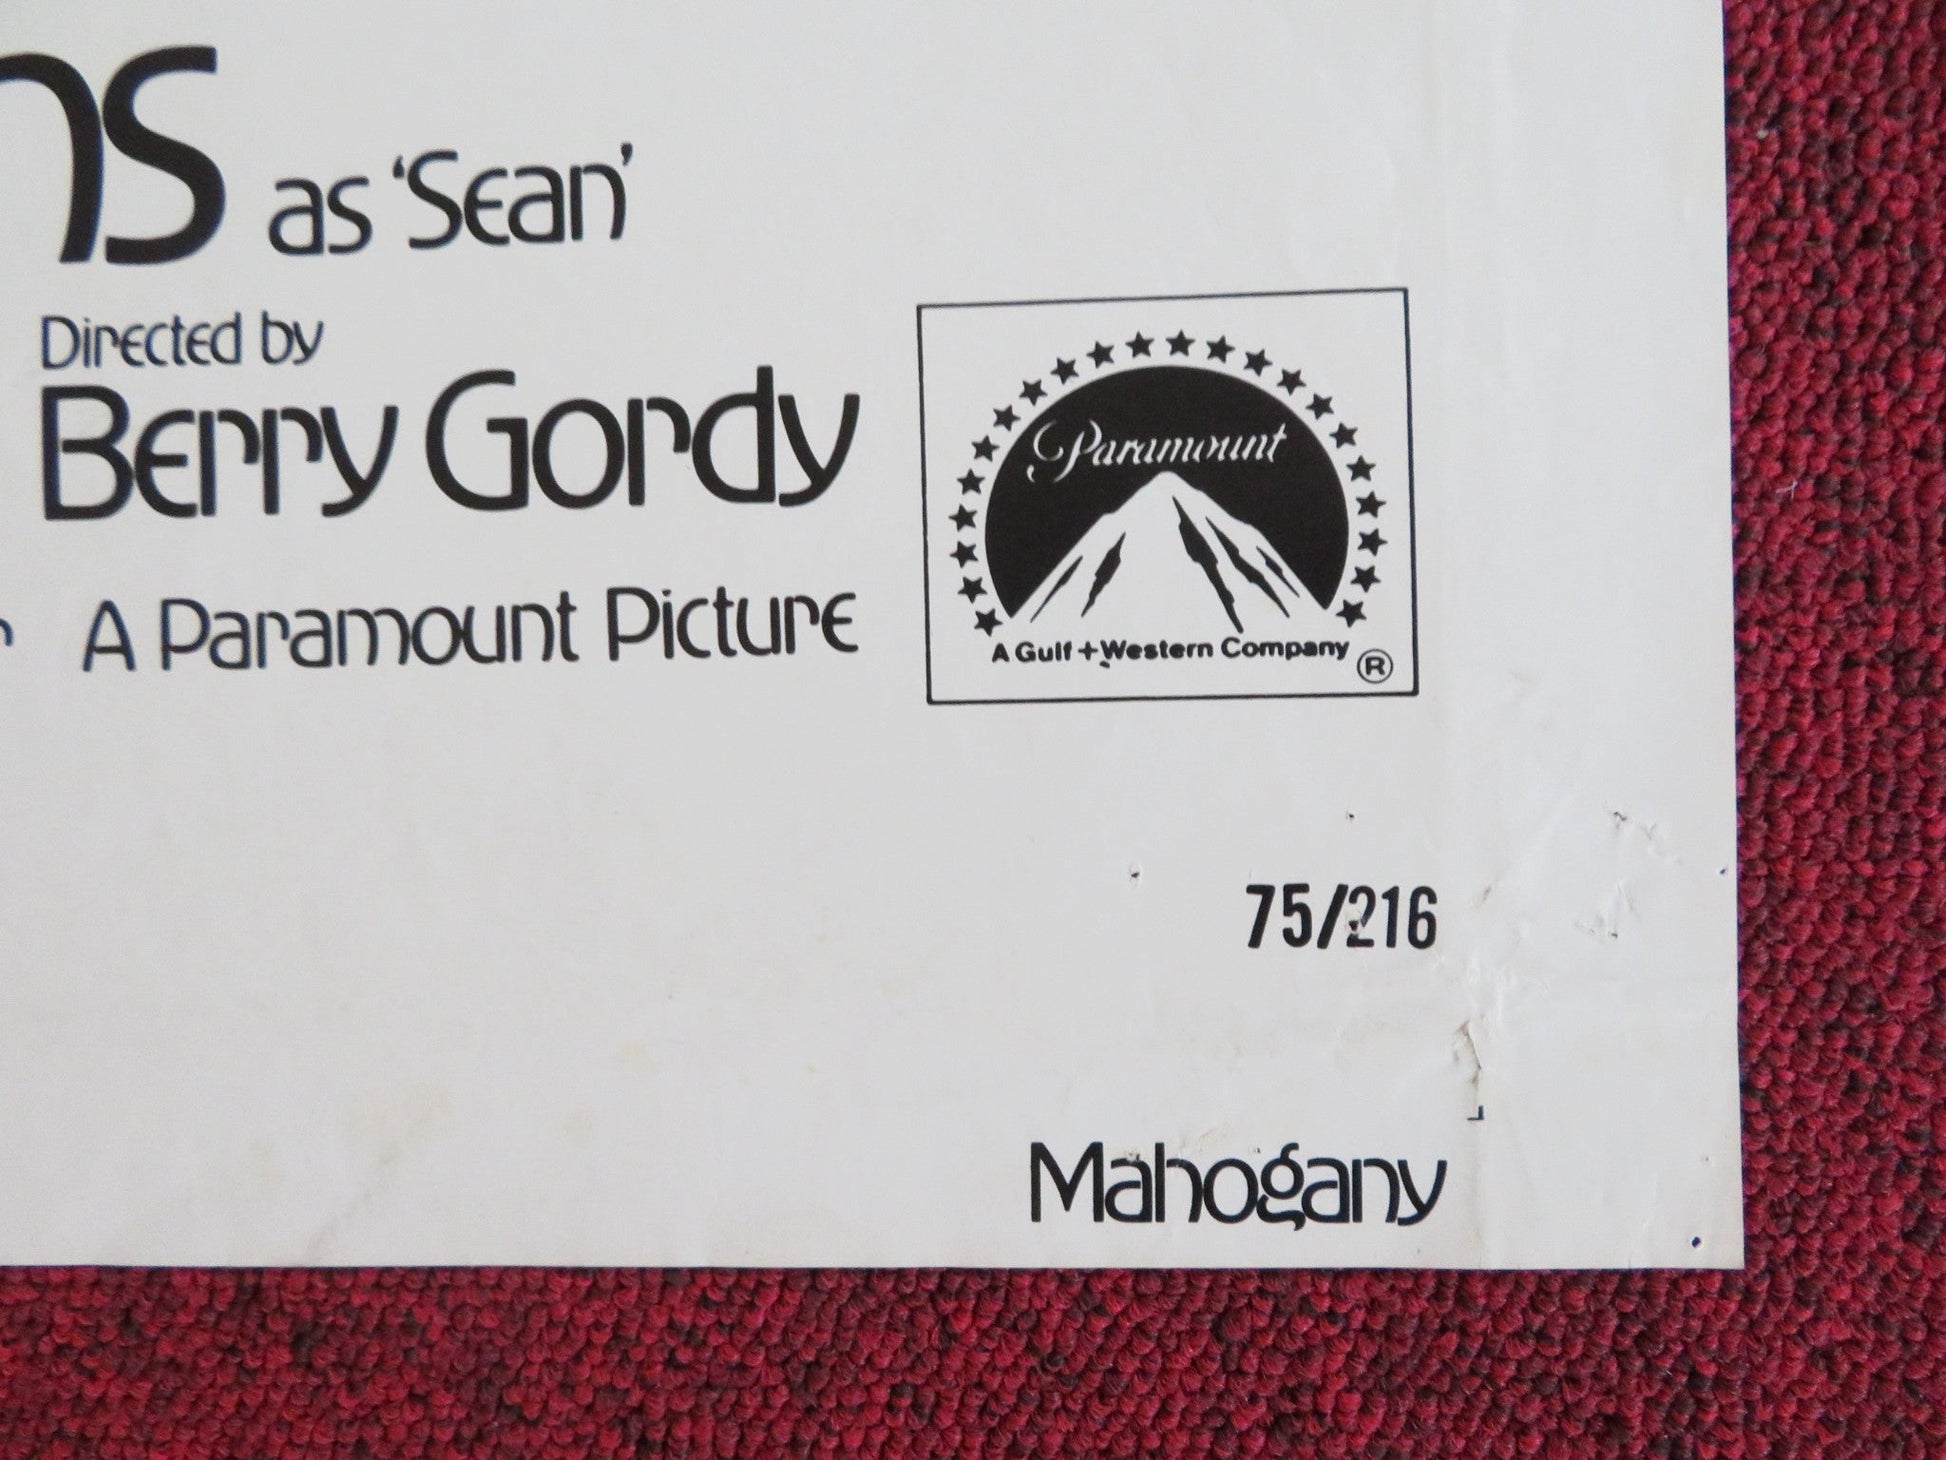 ns as 'Sean'
Directed by
Berry Gordy
A Paramount Picture
Paramount
A Gulf + Western Company ®
75/216
Mahogany